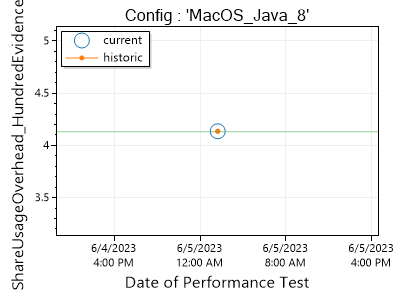 Config : 'MacOS_Java_8'
ShareUsageOverhead_HundredEvidence
current
historic
5
4.5
4
3.5
6/4/2023 4:00 PM
6/5/2023 12:00 AM
6/5/2023 8:00 AM
6/5/2023 4:00 PM
Date of Performance Test